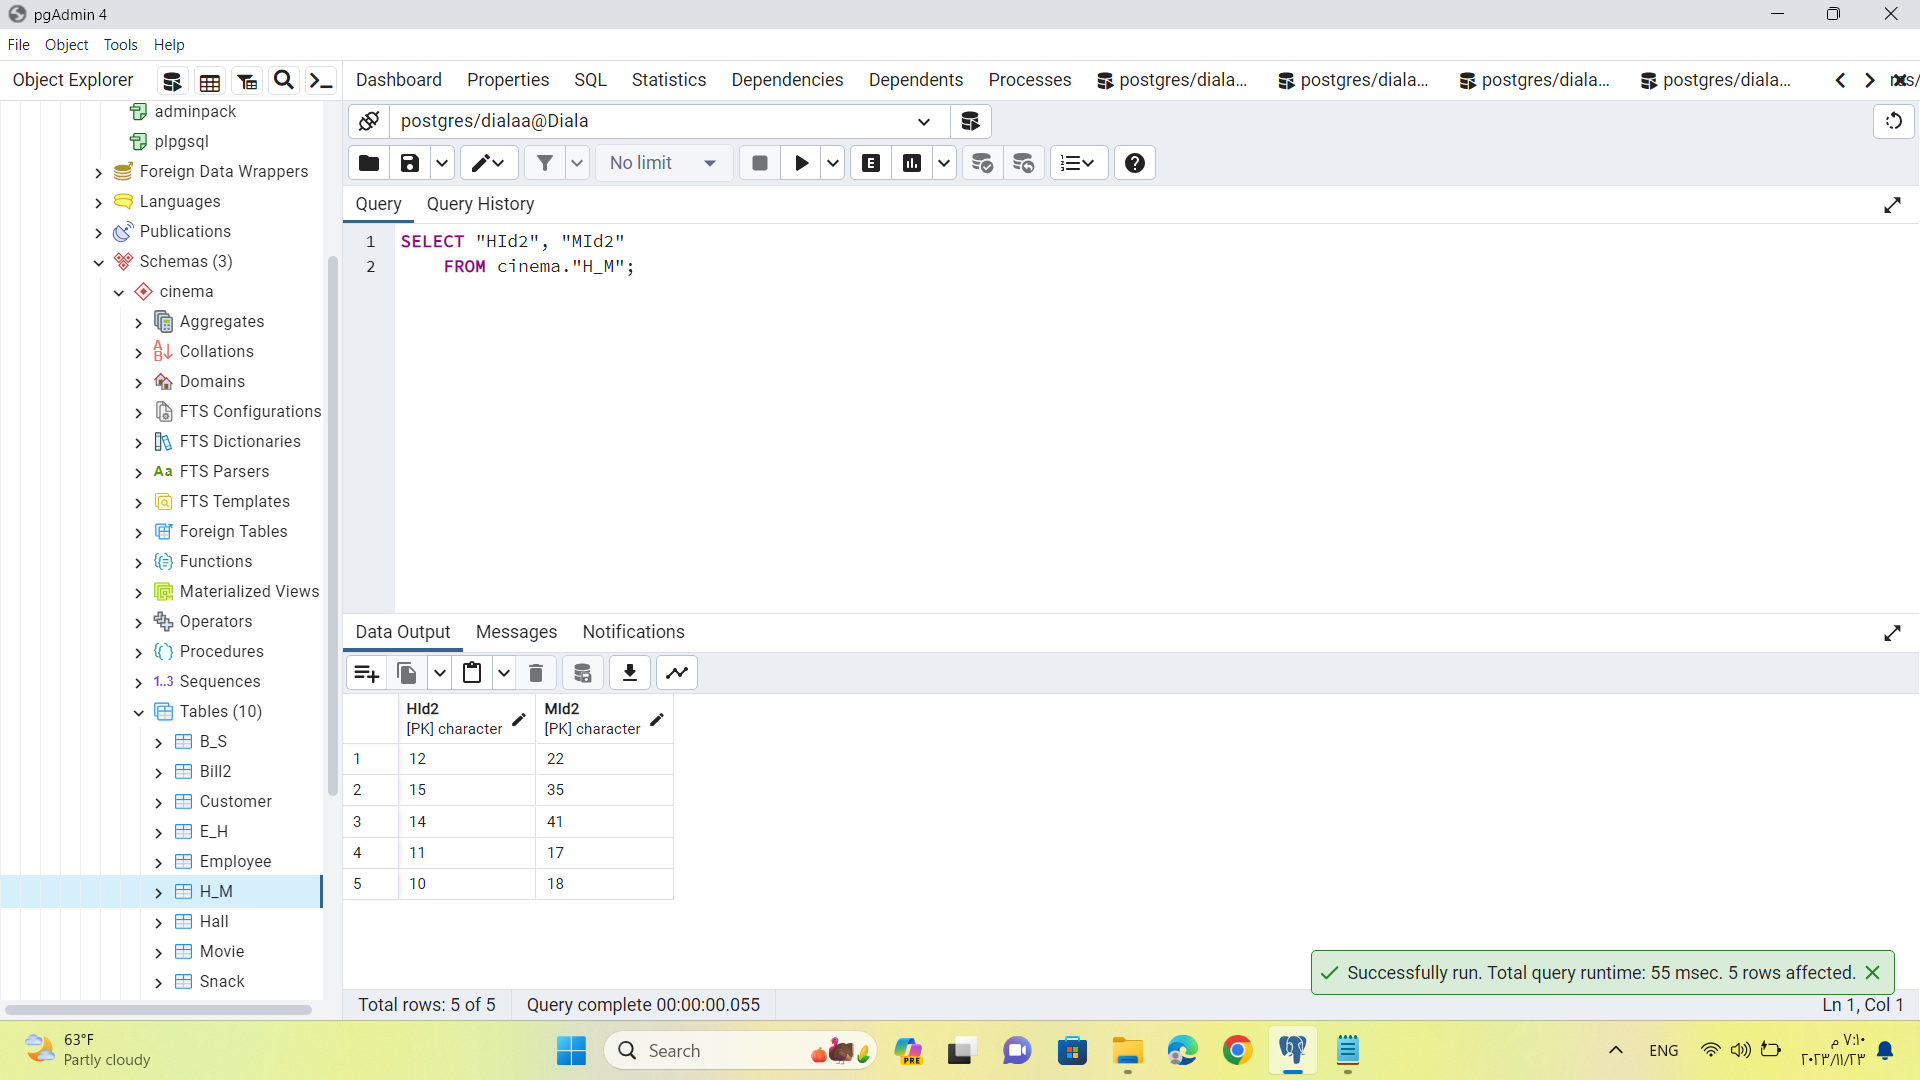 pgAdmin 4
File Object Tools Help
Object Explorer
Dashboard Properties SQL Statistics Dependencies Dependents Processes postgres/diala... postgres/diala... postgres/diala... postgres/diala...
adminpack
plpgsql
Foreign Data Wrappers
Languages
Publications
Schemas (3)
cinema
Aggregates
Collations
Domains
FTS Configurations
FTS Dictionaries
Aa FTS Parsers
FTS Templates
Foreign Tables
Functions
Materialized Views
Operators
Procedures
1..3 Sequences
Tables (10)
B_S
Bill2
Customer
E_H
Employee
H_M
Hall
Movie
Snack
postgres/dialaa@Diala
No limit
E
Query Query History
1 SELECT "HId2", "MId2"
2 FROM cinema."H_M";
Data Output Messages Notifications
HId2 MId2
[PK] character [PK] character
1 12 22
2 15 35
3 14 41
4 11 17
5 10 18
Successfully run. Total query runtime: 55 msec. 5 rows affected.
Total rows: 5 of 5 Query complete 00:00:00.055 Ln 1, Col 1
63°F
Partly cloudy
Search
PRE
ENG
٧:١٠ م
٢٠٢٣/١١/٢٣